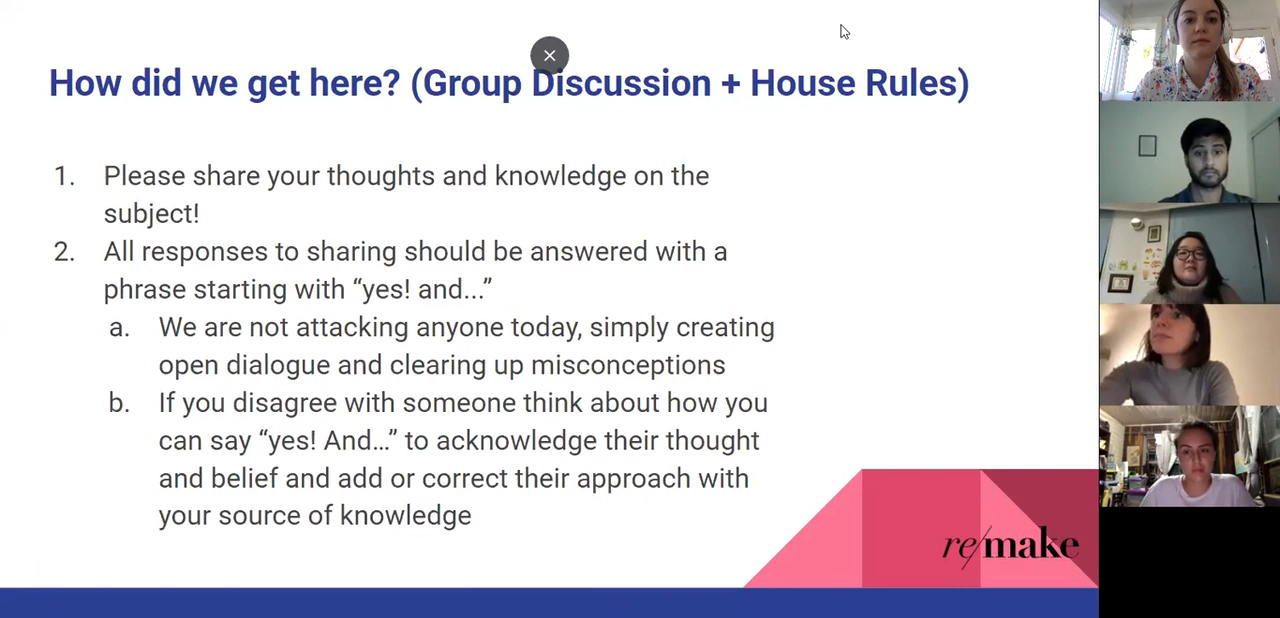 How did we get here? (Group Discussion + House Rules)
1. Please share your thoughts and knowledge on the
subject!
2. All responses to sharing should be answered with a
phrase starting with “yes! and...”
a. We are not attacking anyone today, simply creating
open dialogue and clearing up misconceptions
b. If you disagree with someone think about how you
can say “yes! And…” to acknowledge their thought
and belief and add or correct their approach with
your source of knowledge
re/make